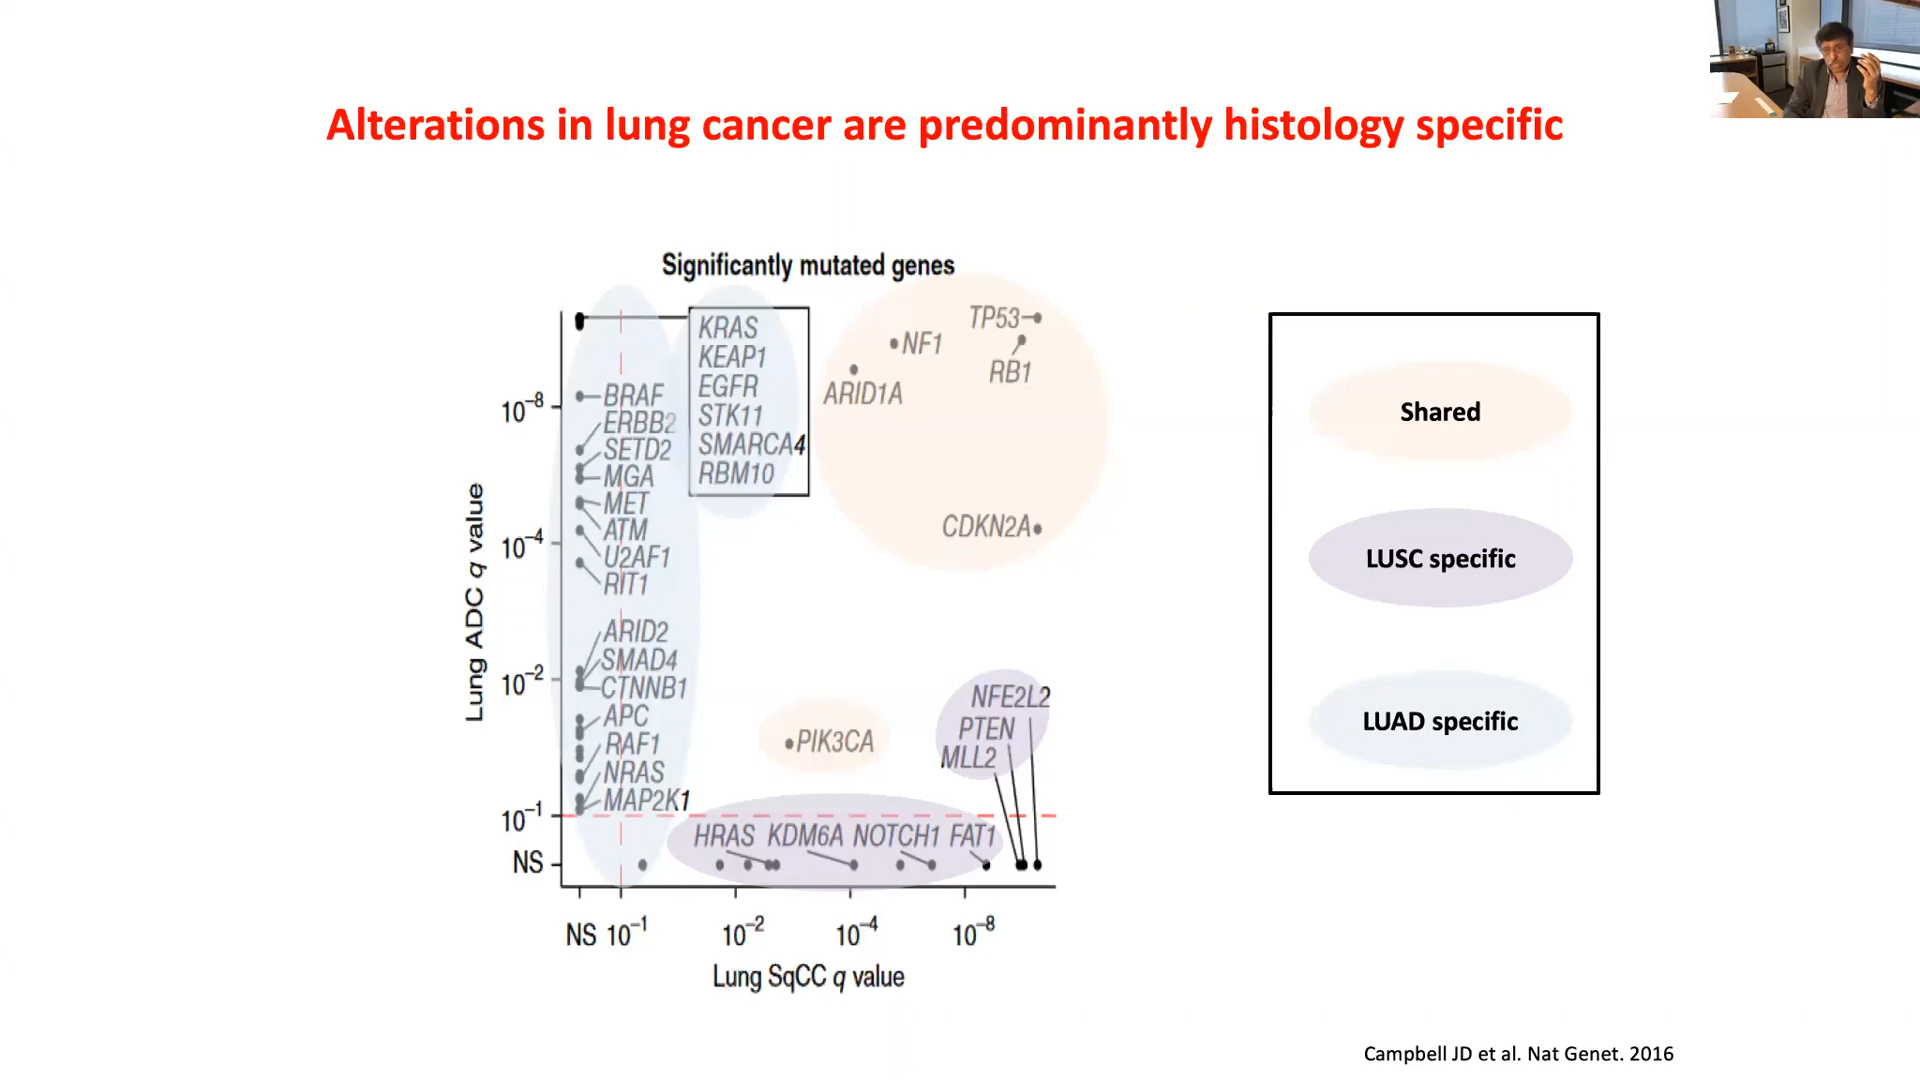 Alterations in lung cancer are predominantly histology specific
Significantly mutated genes
KRAS
KEAP1
EGFR
STK11
SMARCA4
RBM10
TP53
NF1
RB1
ARID1A
CDKN2A
BRAF
ERBB2
SETD2
MGA
MET
ATM
U2AF1
RIT1
ARID2
SMAD4
CTNNB1
APC
RAF1
NRAS
MAP2K1
NFE2L2
PTEN
MLL2
PIK3CA
HRAS KDM6A NOTCH1 FAT1
Lung ADC q value
10⁻⁸
10⁻⁴
10⁻²
10⁻¹
NS
NS 10⁻¹ 10⁻² 10⁻⁴ 10⁻⁸
Lung SqCC q value
Shared
LUSC specific
LUAD specific
Campbell JD et al. Nat Genet. 2016